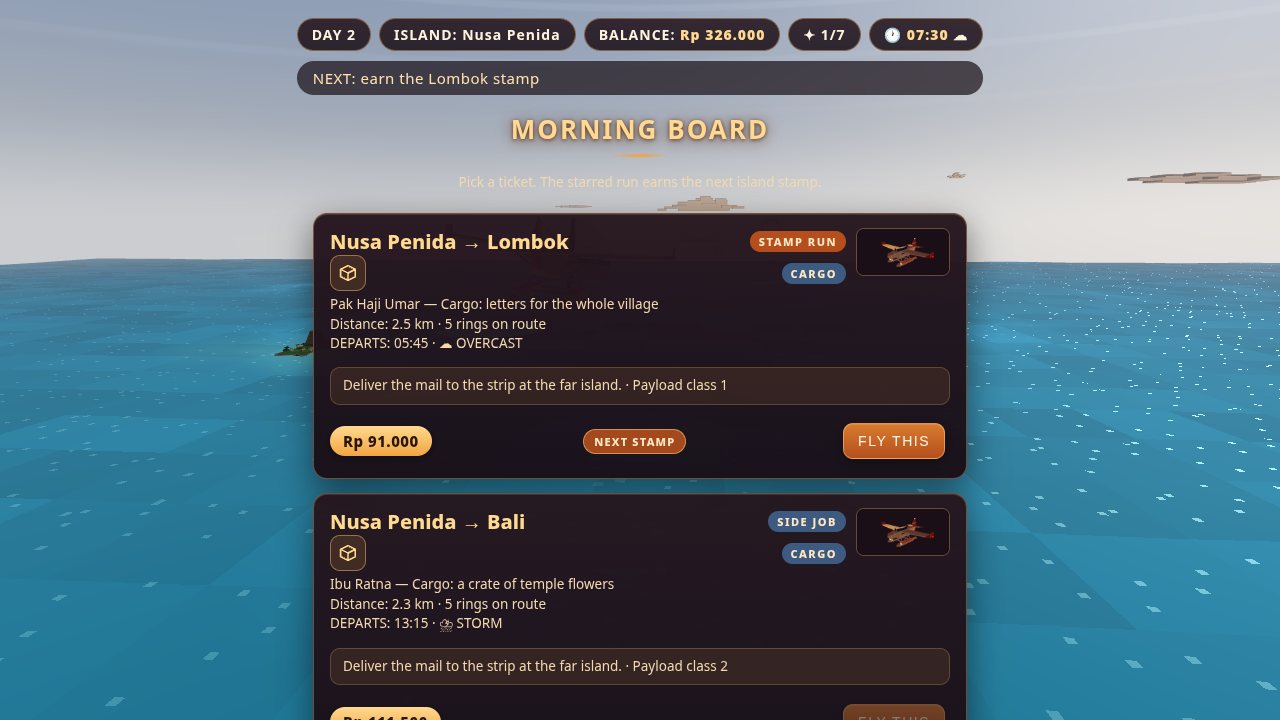 DAY 2 ISLAND: Nusa Penida BALANCE: Rp 326.000 ✦ 1/7 🕐 07:30 ☁
NEXT: earn the Lombok stamp
MORNING BOARD
Pick a ticket. The starred run earns the next island stamp.
Nusa Penida → Lombok STAMP RUN
CARGO
Pak Haji Umar — Cargo: letters for the whole village
Distance: 2.5 km · 5 rings on route
DEPARTS: 05:45 · ☁ OVERCAST
Deliver the mail to the strip at the far island. · Payload class 1
Rp 91.000 NEXT STAMP FLY THIS
Nusa Penida → Bali SIDE JOB
CARGO
Ibu Ratna — Cargo: a crate of temple flowers
Distance: 2.3 km · 5 rings on route
DEPARTS: 13:15 · ⛈ STORM
Deliver the mail to the strip at the far island. · Payload class 2
Rp 111.500 FLY THIS